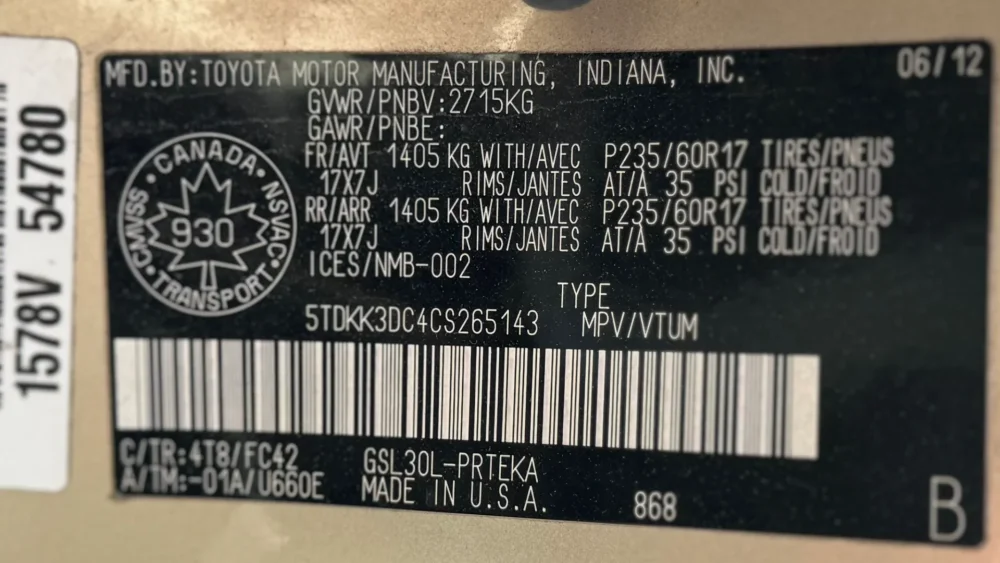 MFD.BY:TOYOTA MOTOR MANUFACTURING, INDIANA, INC. 06/12
GVWR/PNBV:2715KG
GAWR/PNBE:
FR/AVT 1405 KG WITH/AVEC P235/60R17 TIRES/PNEUS
17X7J RIMS/JANTES AT/A 35 PSI COLD/FROID
RR/ARR 1405 KG WITH/AVEC P235/60R17 TIRES/PNEUS
17X7J RIMS/JANTES AT/A 35 PSI COLD/FROID
ICES/NMB-002
CANADA • NSVAC • TRANSPORT • CMVSS •
930
TYPE
5TDKK3DC4CS265143 MPV/VTUM
C/TR:4T8/FC42 GSL30L-PRTEKA
A/TM:-01A/U660E MADE IN U.S.A. 868 B
1578V 54780